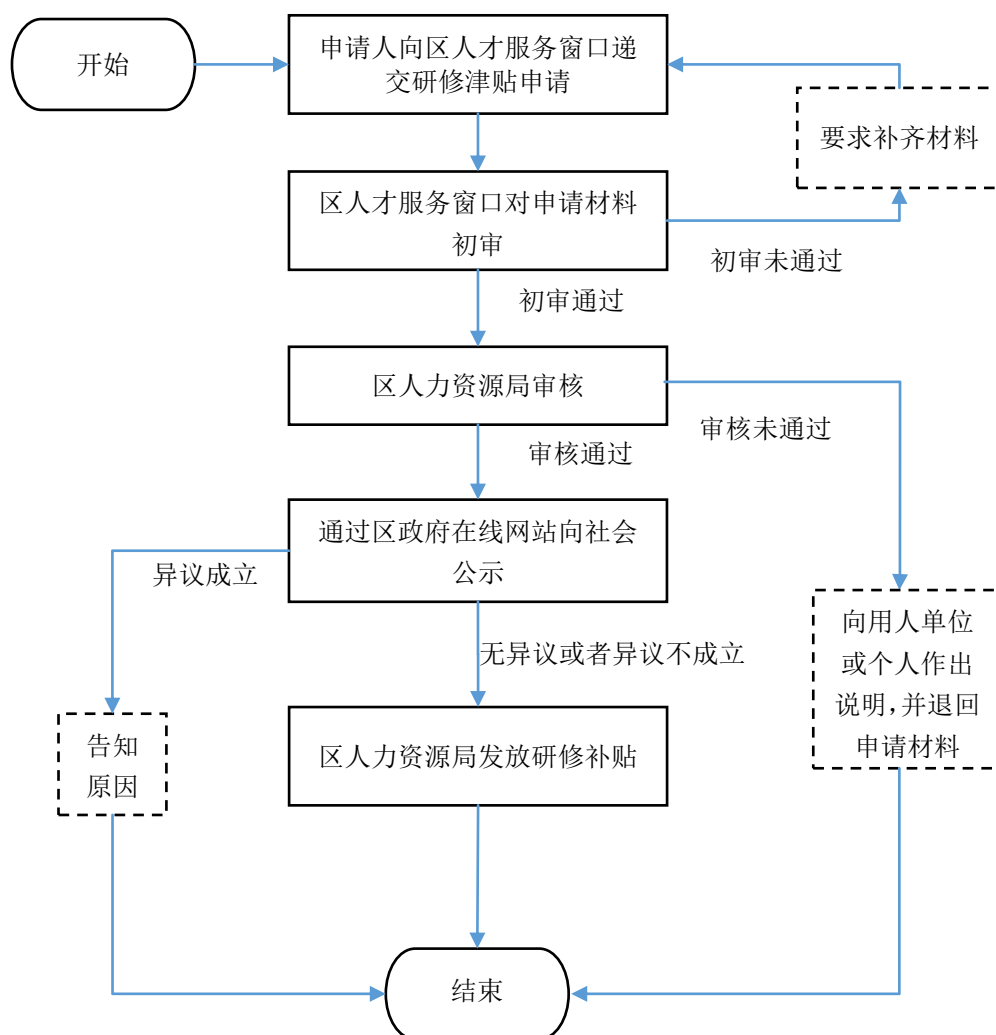 开始
申请人向区人才服务窗口递
交研修津贴申请
要求补齐材料
区人才服务窗口对申请材料
初审
初审未通过
初审通过
区人力资源局审核
审核未通过
审核通过
通过区政府在线网站向社会
公示
异议成立
无异议或者异议不成立
向用人单位
或个人作出
说明，并退回
申请材料
告知
原因
区人力资源局发放研修补贴
结束